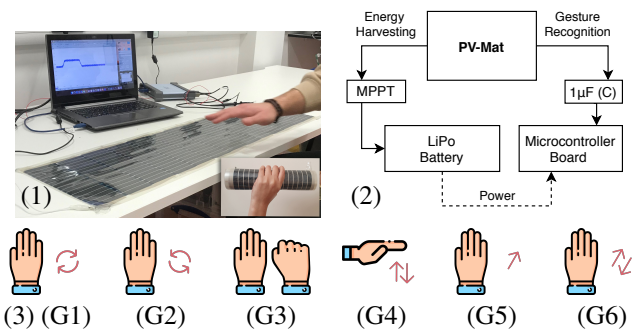 Energy
Harvesting
PV-Mat
Gesture
Recognition
MPPT
1µF (C)
LiPo
Battery
Microcontroller
Board
Power
(1)
(2)
(3) (G1)
(G2)
(G3)
(G4)
(G5)
(G6)